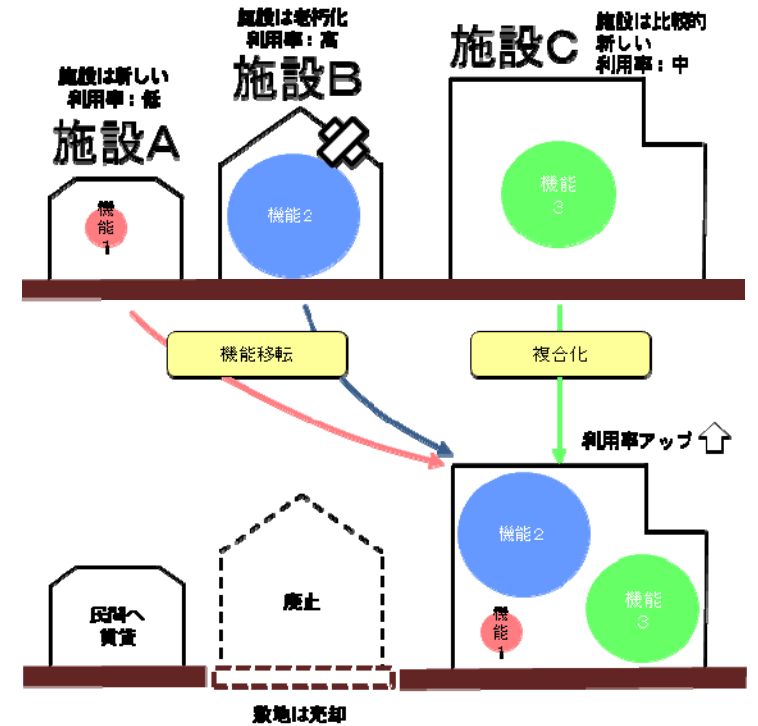 施設は新しい
利用率：低
施設A
機
能
1
施設は老朽化
利用率：高
施設B
機能2
施設C
施設は比較的
新しい
利用率：中
機能
3
機能移転
複合化
利用率アップ
民間へ
賃貸
廃止
敷地は売却
機能2
機
能
1
機能
3